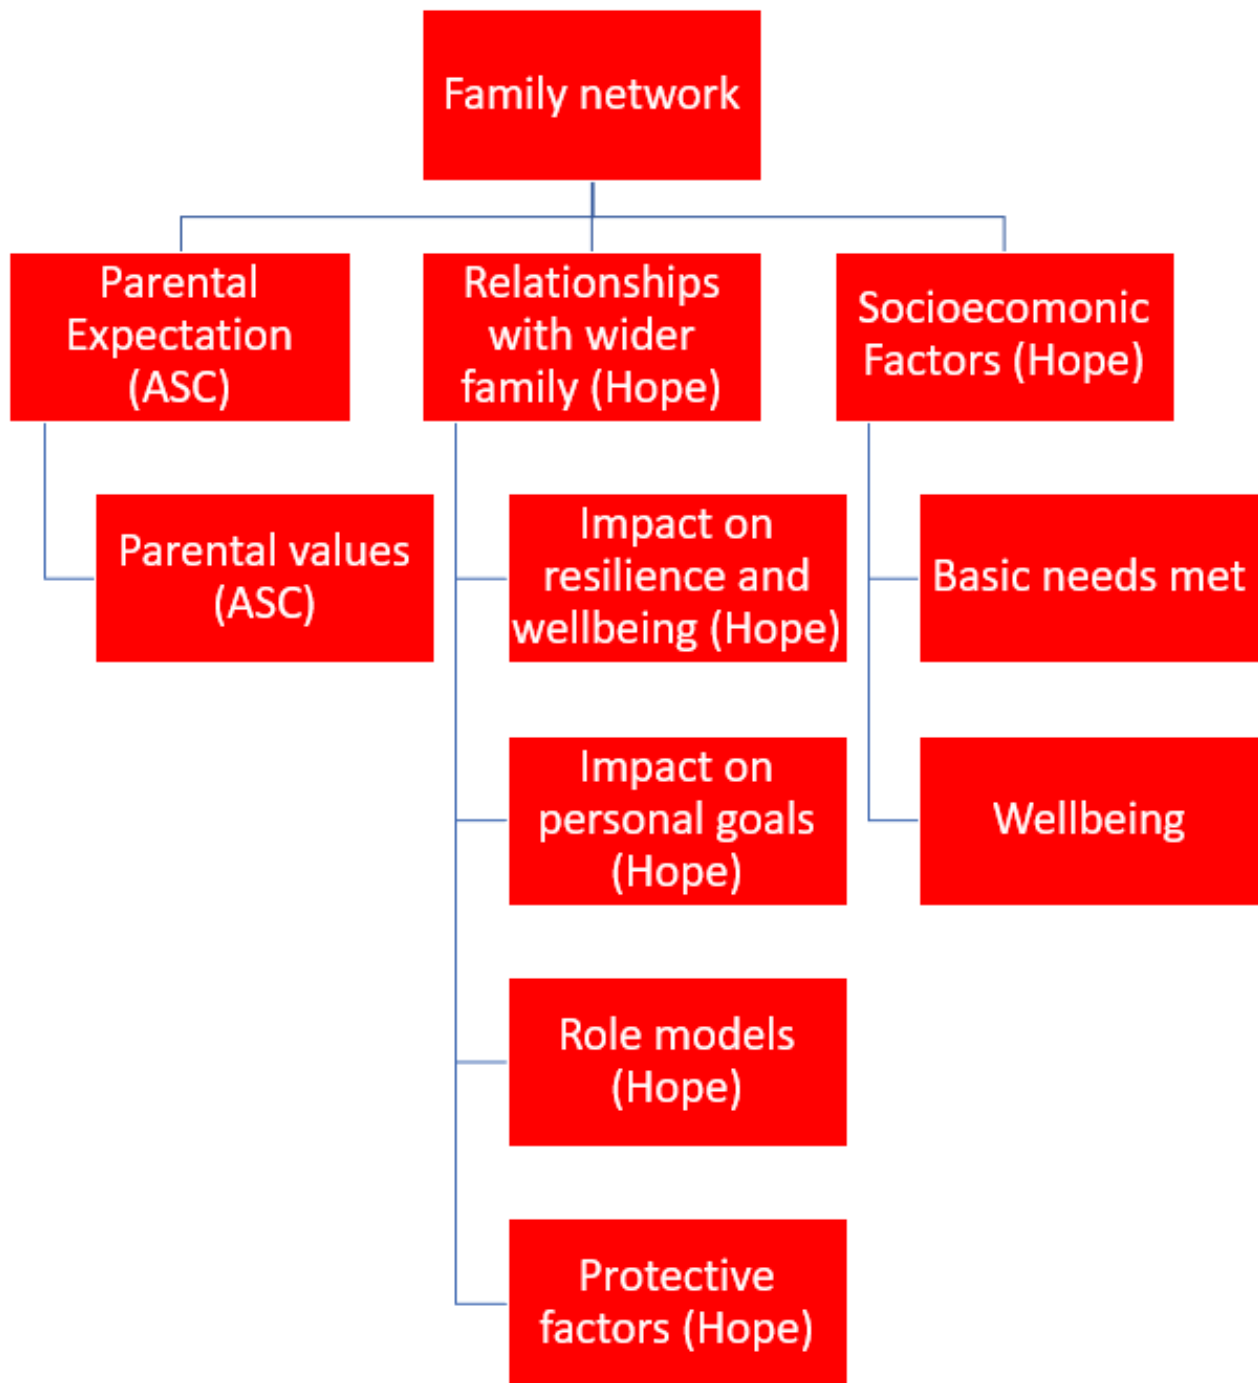 Family network
Parental
Expectation
(ASC)
Relationships
with wider
family (Hope)
Socioecomonic
Factors (Hope)
Parental values
(ASC)
Impact on
resilience and
wellbeing (Hope)
Basic needs met
Impact on
personal goals
(Hope)
Wellbeing
Role models
(Hope)
Protective
factors (Hope)